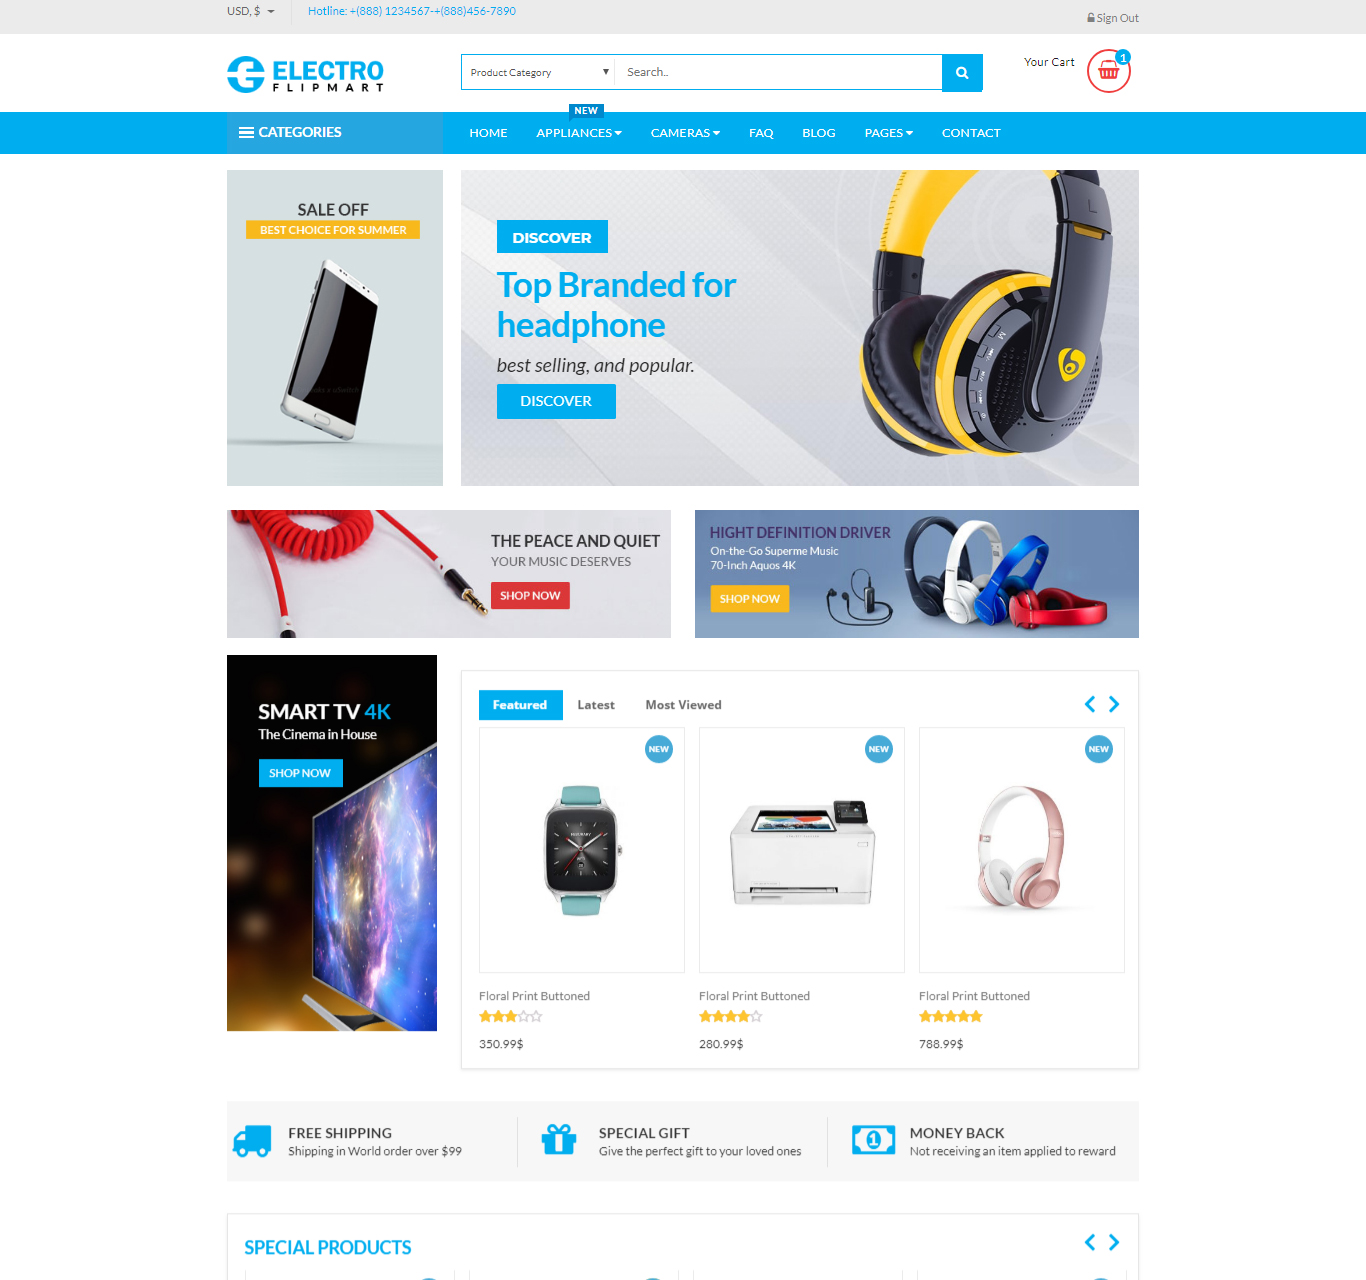 USD, $
Hotline: +(888) 1234567-+(888)456-7890
Sign Out
ELECTRO
FLIPMART
Product Category
Search..
Your Cart
1
NEW
CATEGORIES
HOME
APPLIANCES
CAMERAS
FAQ
BLOG
PAGES
CONTACT
SALE OFF
BEST CHOICE FOR SUMMER
DISCOVER
Top Branded for
headphone
best selling, and popular.
DISCOVER
L
M
THE PEACE AND QUIET
YOUR MUSIC DESERVES
SHOP NOW
HIGHT DEFINITION DRIVER
On-the-Go Superme Music
70-Inch Aquos 4K
SHOP NOW
SMART TV 4K
The Cinema in House
SHOP NOW
Featured
Latest
Most Viewed
NEW
NEW
NEW
Floral Print Buttoned
350.99$
Floral Print Buttoned
280.99$
Floral Print Buttoned
788.99$
FREE SHIPPING
Shipping in World order over $99
SPECIAL GIFT
Give the perfect gift to your loved ones
MONEY BACK
Not receiving an item applied to reward
SPECIAL PRODUCTS